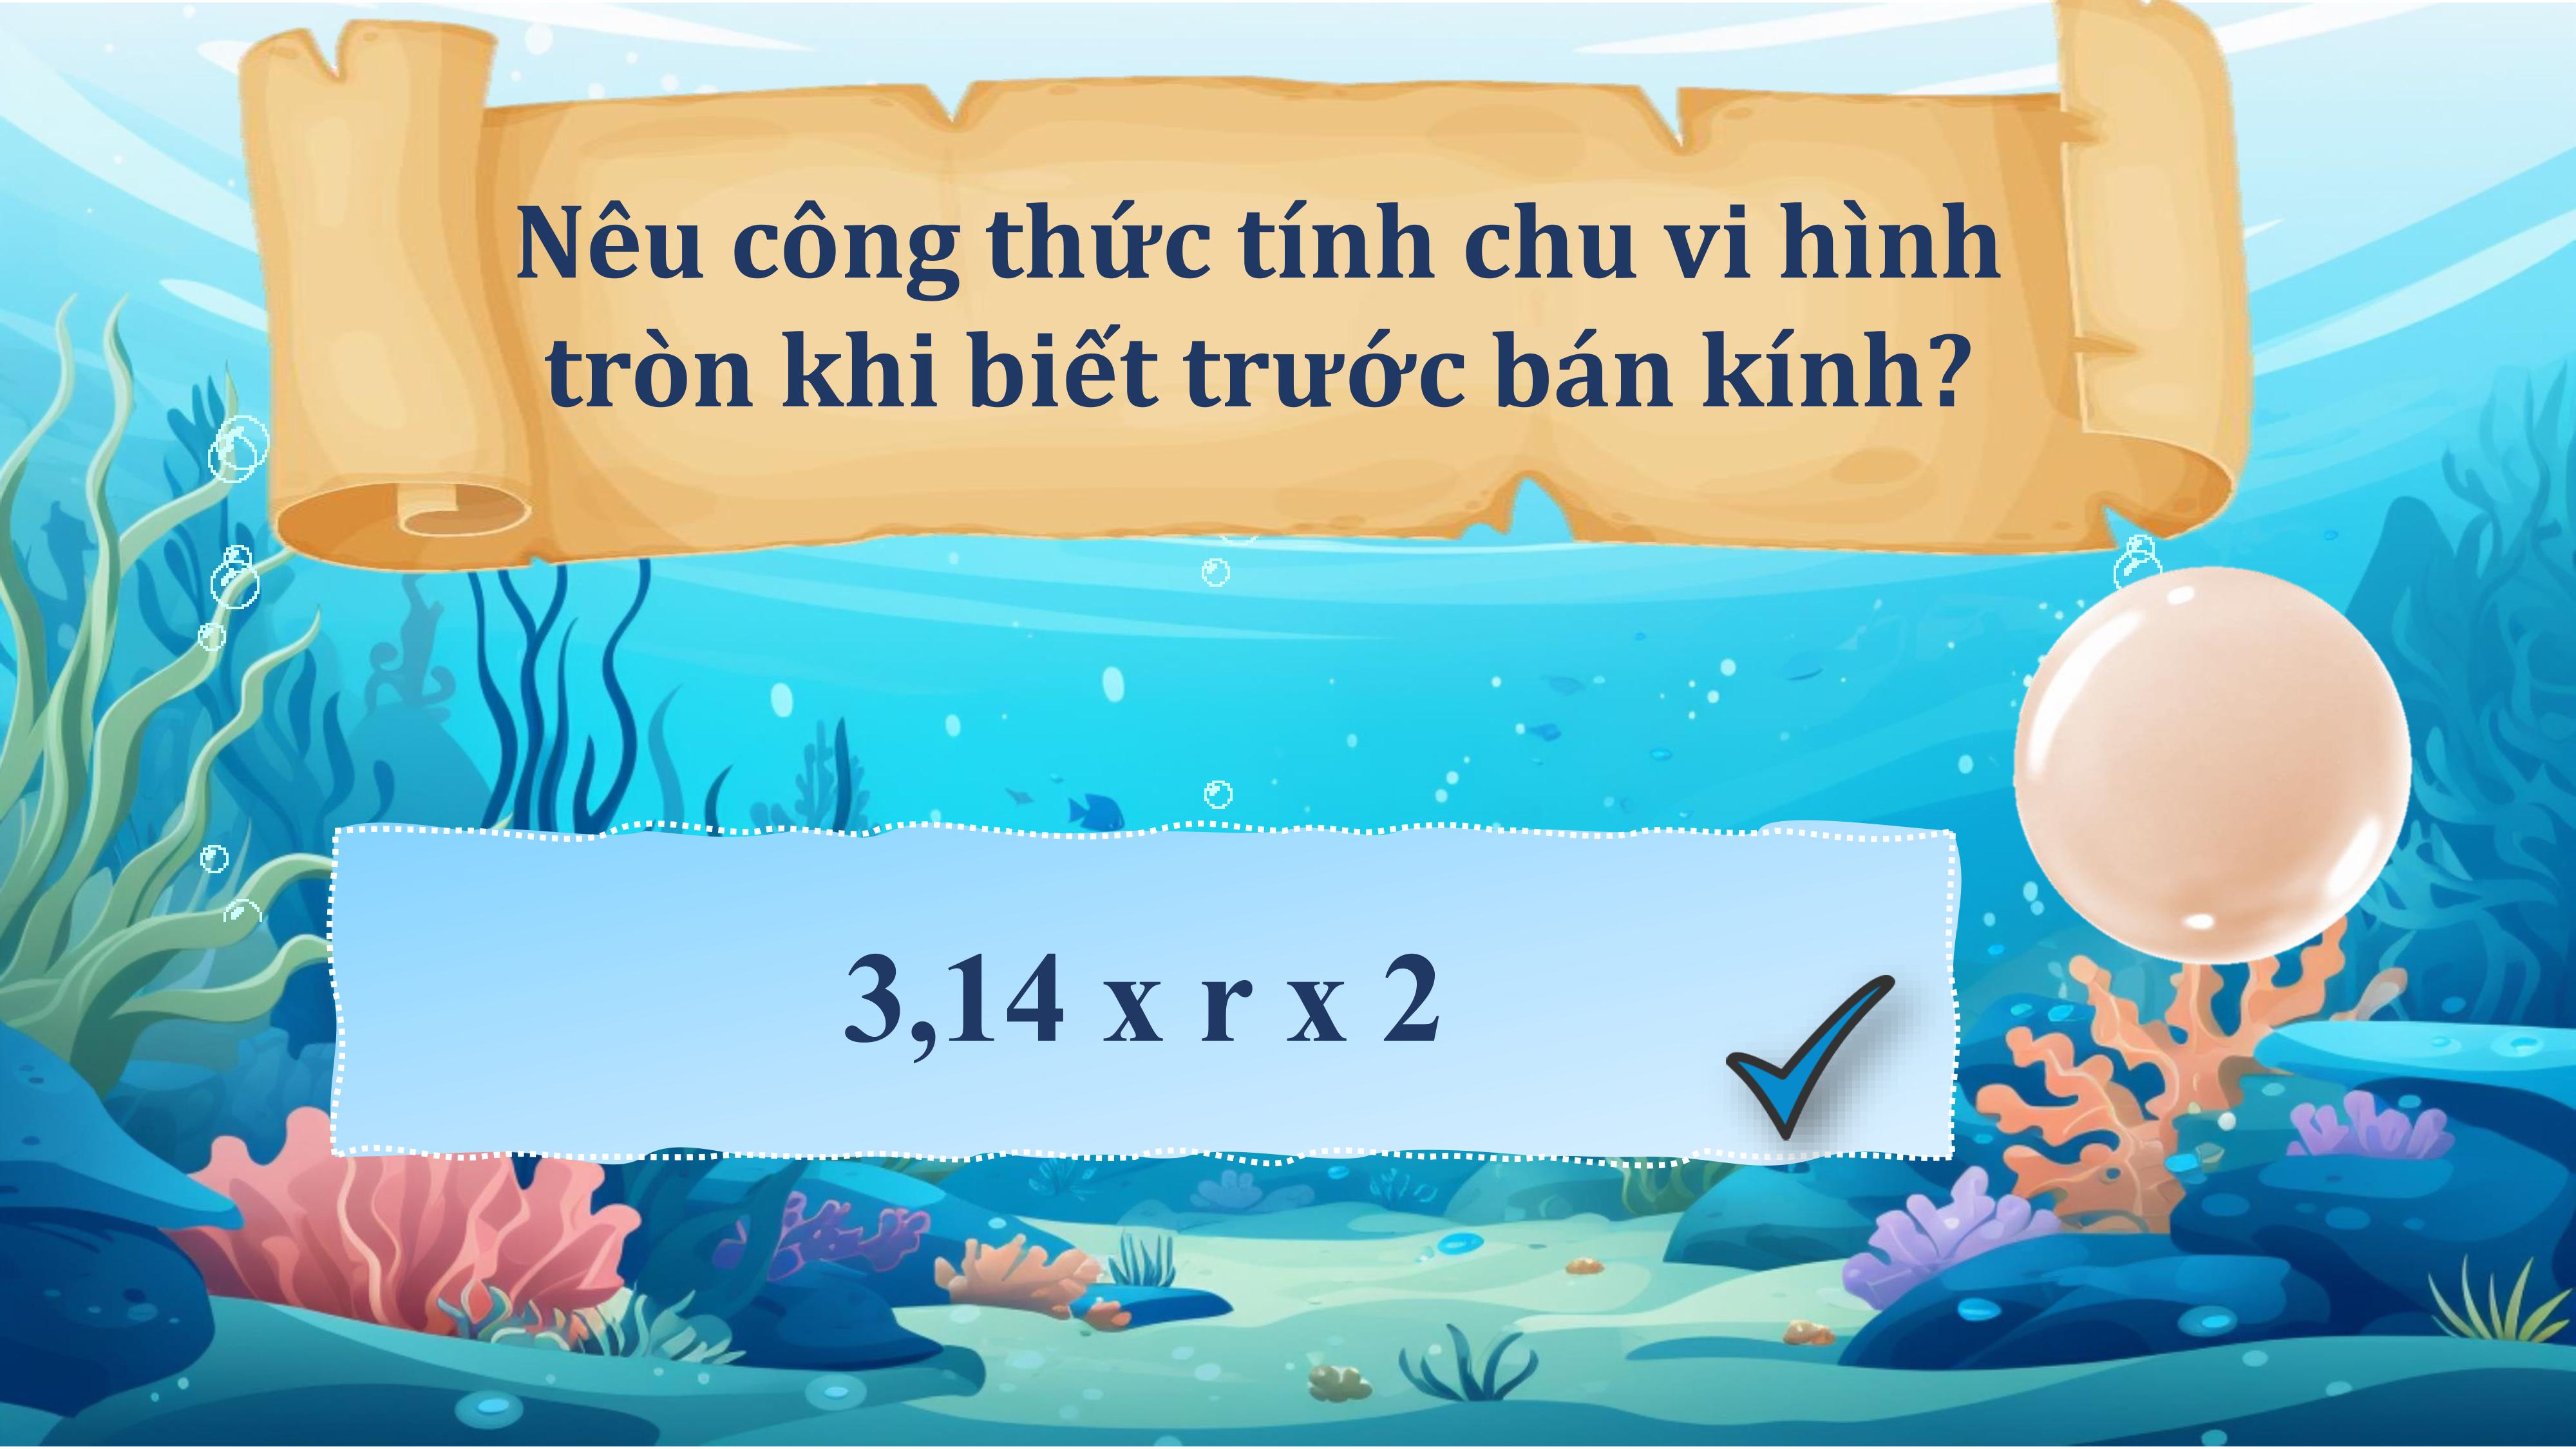 Nêu công thức tính chu vi hình
tròn khi biết trước bán kính?
3,14 x r x 2